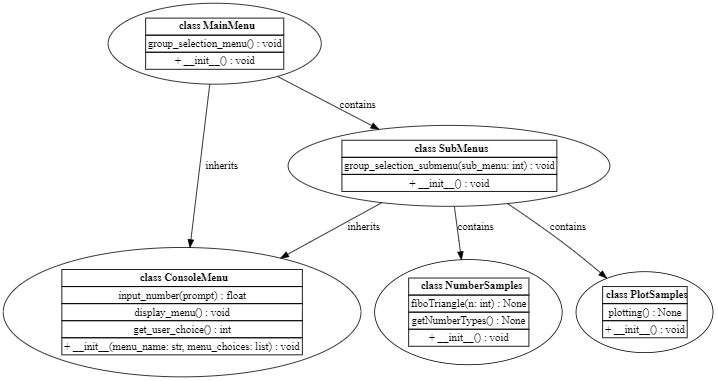 class MainMenu
group_selection_menu() : void
+ __init__() : void
contains
class SubMenus
group_selection_submenu(sub_menu: int) : void
+ __init__() : void
inherits
inherits
contains
contains
class ConsoleMenu
input_number(prompt) : float
display_menu() : void
get_user_choice() : int
+ __init__(menu_name: str, menu_choices: list) : void
class NumberSamples
fiboTriangle(n: int) : None
getNumberTypes() : None
+ __init__() : void
class PlotSamples
plotting() : None
+ __init__() : void